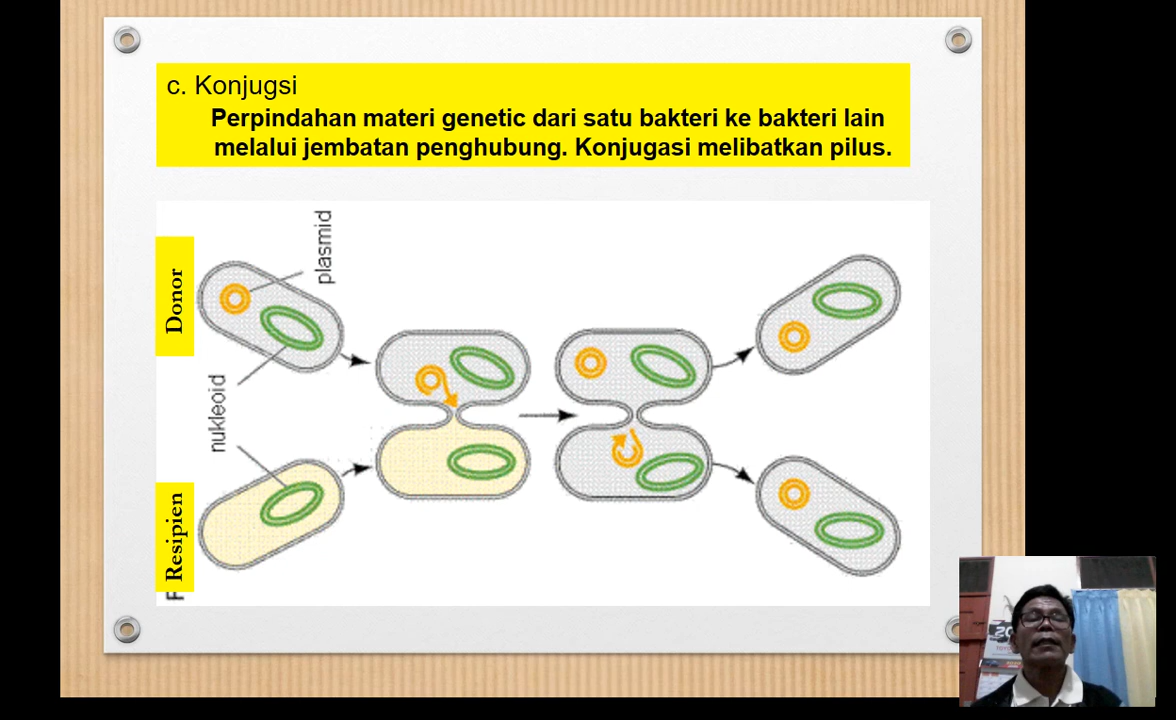 c. Konjugsi
Perpindahan materi genetic dari satu bakteri ke bakteri lain
melalui jembatan penghubung. Konjugasi melibatkan pilus.
Donor
plasmid
nukleoid
Resipien
F
20